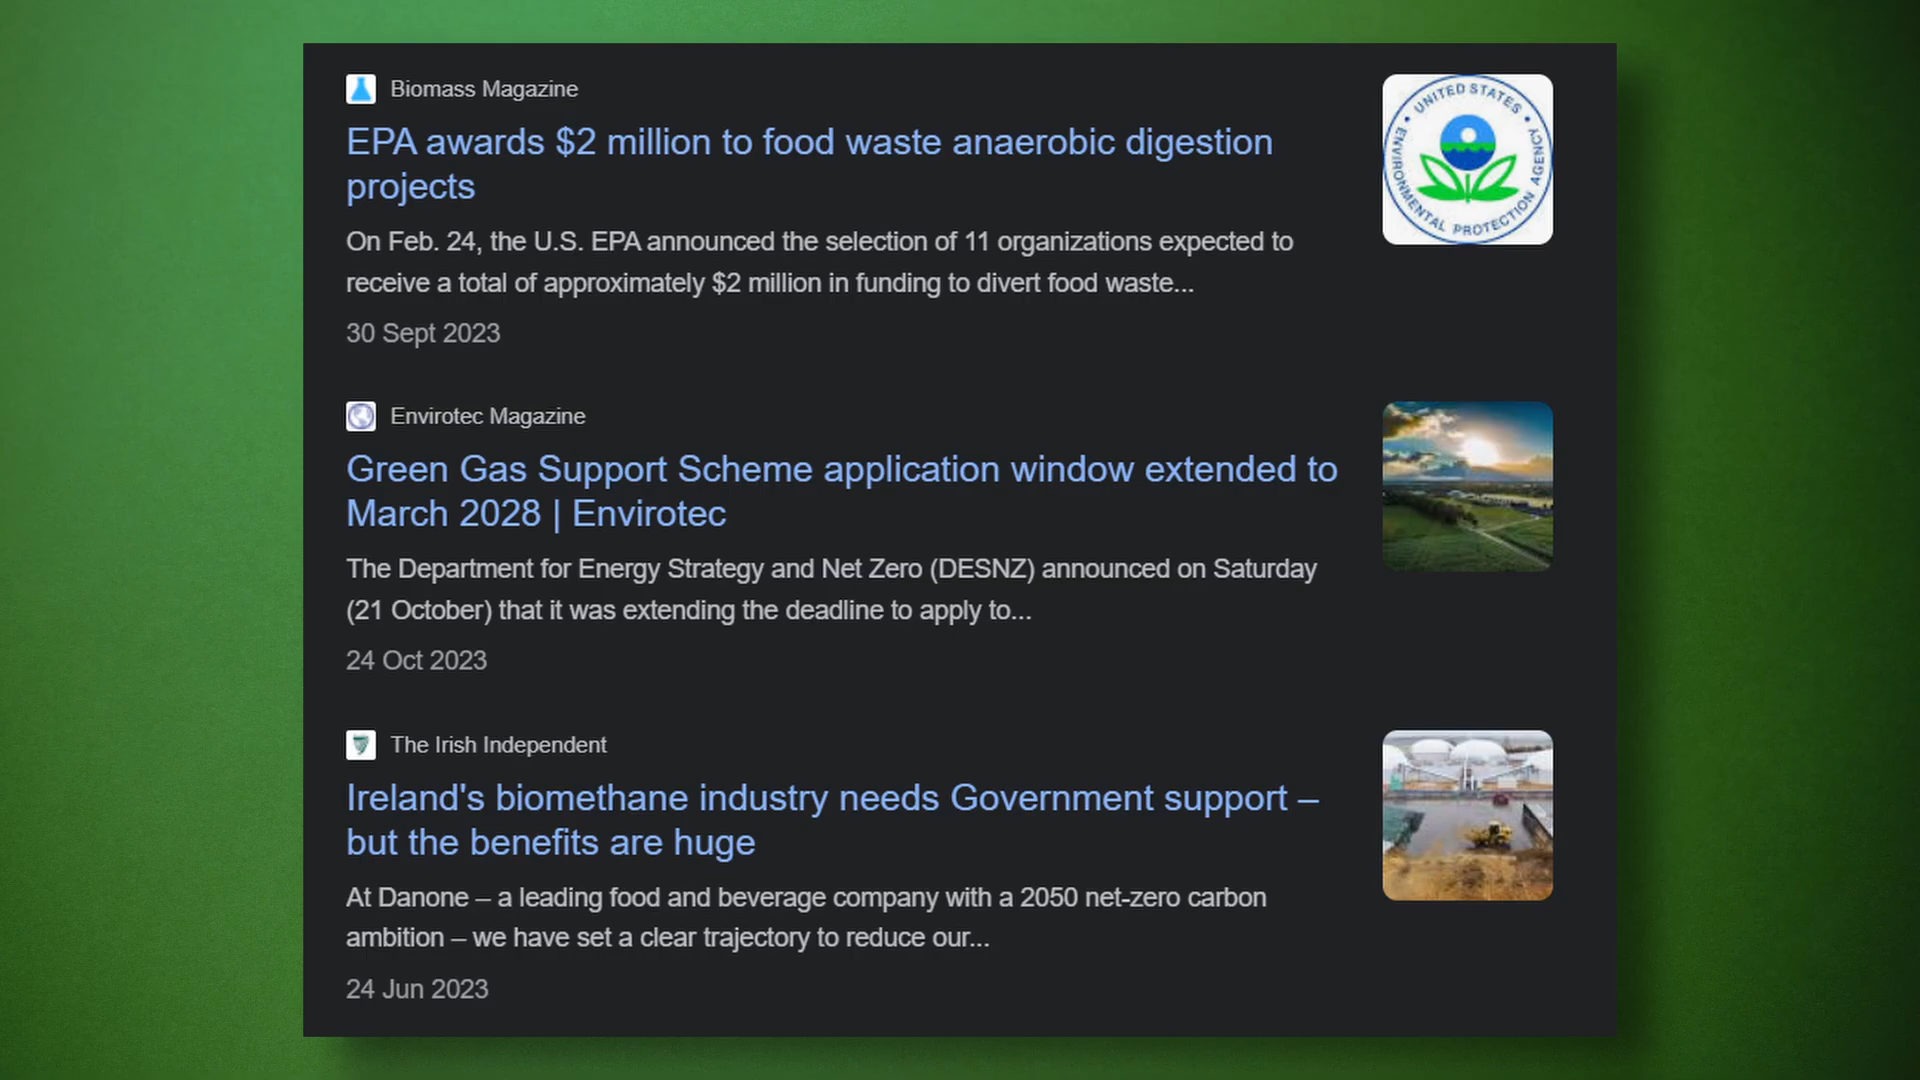 Biomass Magazine
EPA awards $2 million to food waste anaerobic digestion
projects
On Feb. 24, the U.S. EPA announced the selection of 11 organizations expected to
receive a total of approximately $2 million in funding to divert food waste...
30 Sept 2023
UNITED STATES
ENVIRONMENTAL PROTECTION AGENCY
Envirotec Magazine
Green Gas Support Scheme application window extended to
March 2028 | Envirotec
The Department for Energy Strategy and Net Zero (DESNZ) announced on Saturday
(21 October) that it was extending the deadline to apply to...
24 Oct 2023
The Irish Independent
Ireland's biomethane industry needs Government support –
but the benefits are huge
At Danone – a leading food and beverage company with a 2050 net-zero carbon
ambition – we have set a clear trajectory to reduce our...
24 Jun 2023